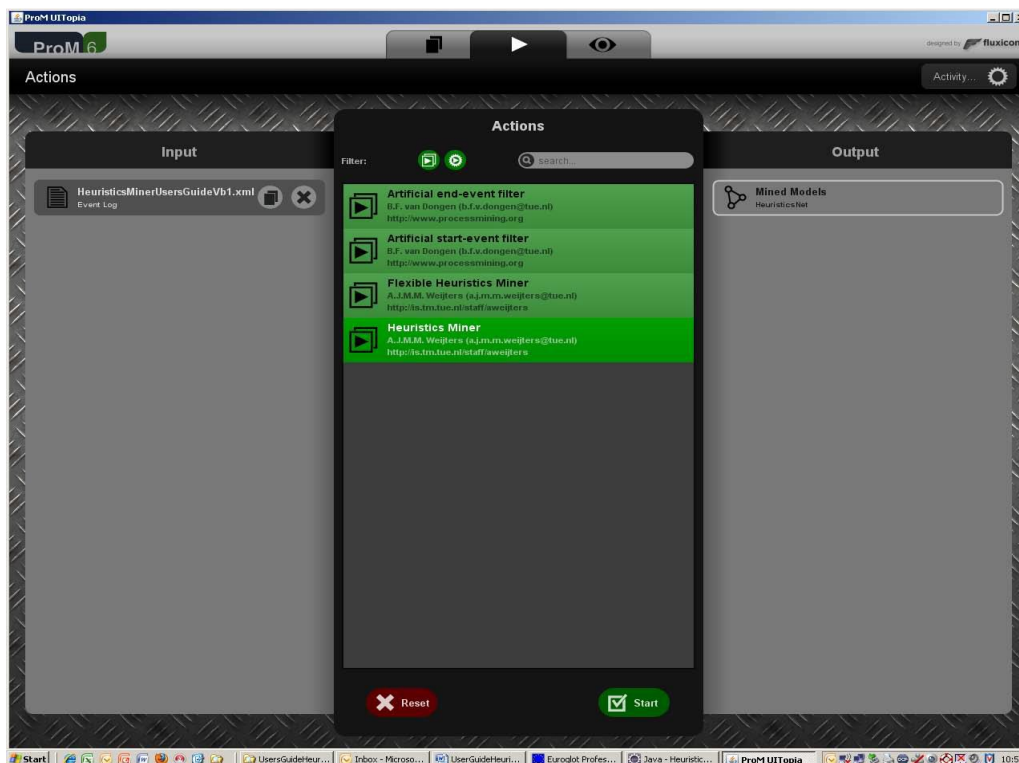 ProM UITopia
ProM 6
designed by fluxicon
Actions
Activity...
Input
Actions
Output
Filter:
search...
HeuristicsMinerUsersGuideVb1.xml
Event Log
Artificial end-event filter
B.F. van Dongen (b.f.v.dongen@tue.nl)
http://www.processmining.org
Artificial start-event filter
B.F. van Dongen (b.f.v.dongen@tue.nl)
http://www.processmining.org
Flexible Heuristics Miner
A.J.M.M. Weijters (a.j.m.m.weijters@tue.nl)
http://is.tm.tue.nl/staff/aweijters
Heuristics Miner
A.J.M.M. Weijters (a.j.m.m.weijters@tue.nl)
http://is.tm.tue.nl/staff/aweijters
Mined Models
HeuristicsNet
Reset
Start
Start
UsersGuideHeur...
Inbox - Microso...
UserGuideHeuri...
Euroglot Profes...
Java - Heuristic...
ProM UITopia
10:5